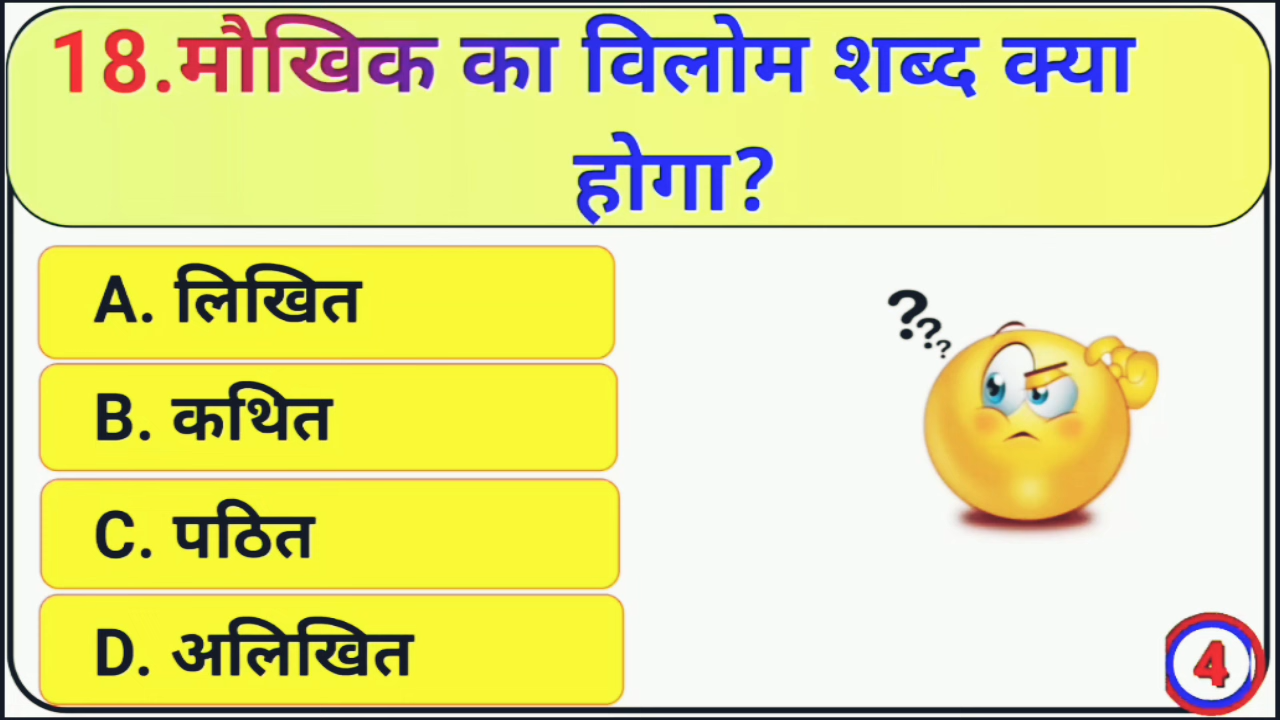 18.मौखिक का विलोम शब्द क्या
होगा?
A. लिखित
B. कथित
C. पठित
D. अलिखित
???
4